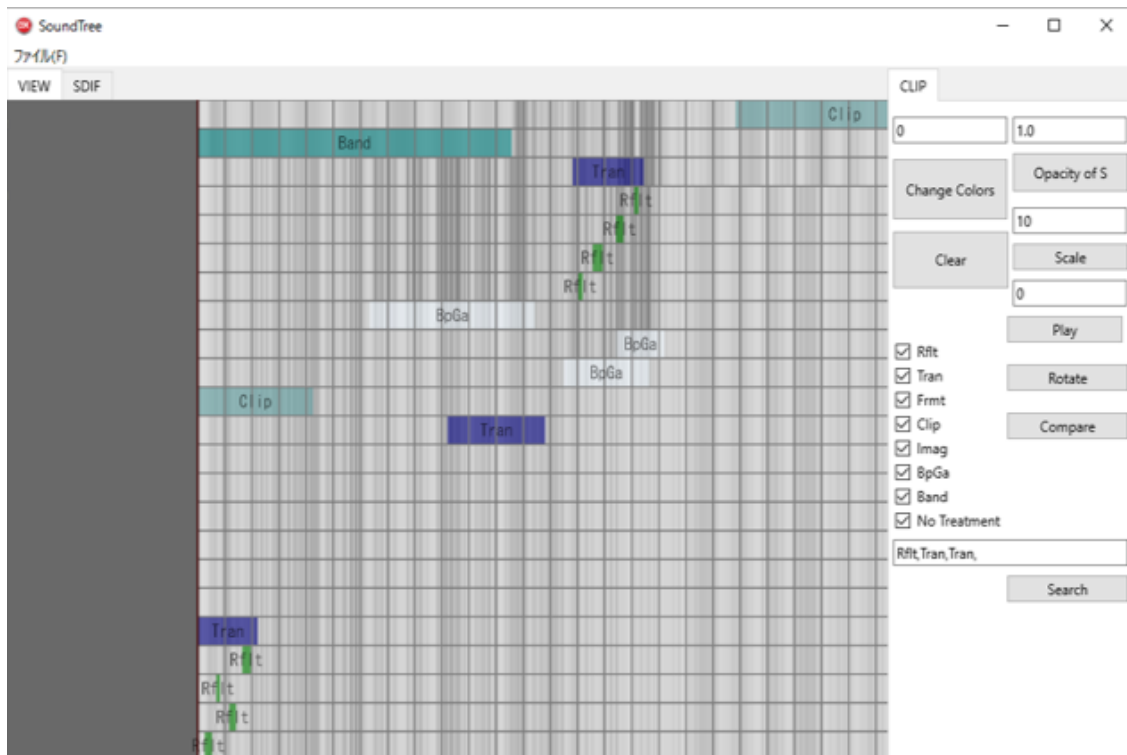 SoundTree
ファイル(F)
VIEW SDIF
CLIP
Clip
0 1.0
Band
Tran
Change Colors Opacity of S
Rflt
10
Rflt
Rflt
Clear Scale
Rflt
0
BpGa
Play
BpGa
Rflt
BpGa
Tran Rotate
Frmt
Clip
Clip Compare
Tran
Imag
BpGa
Band
No Treatment
Rflt,Tran,Tran,
Search
Tran
Rflt
Rflt
Rflt
Rflt